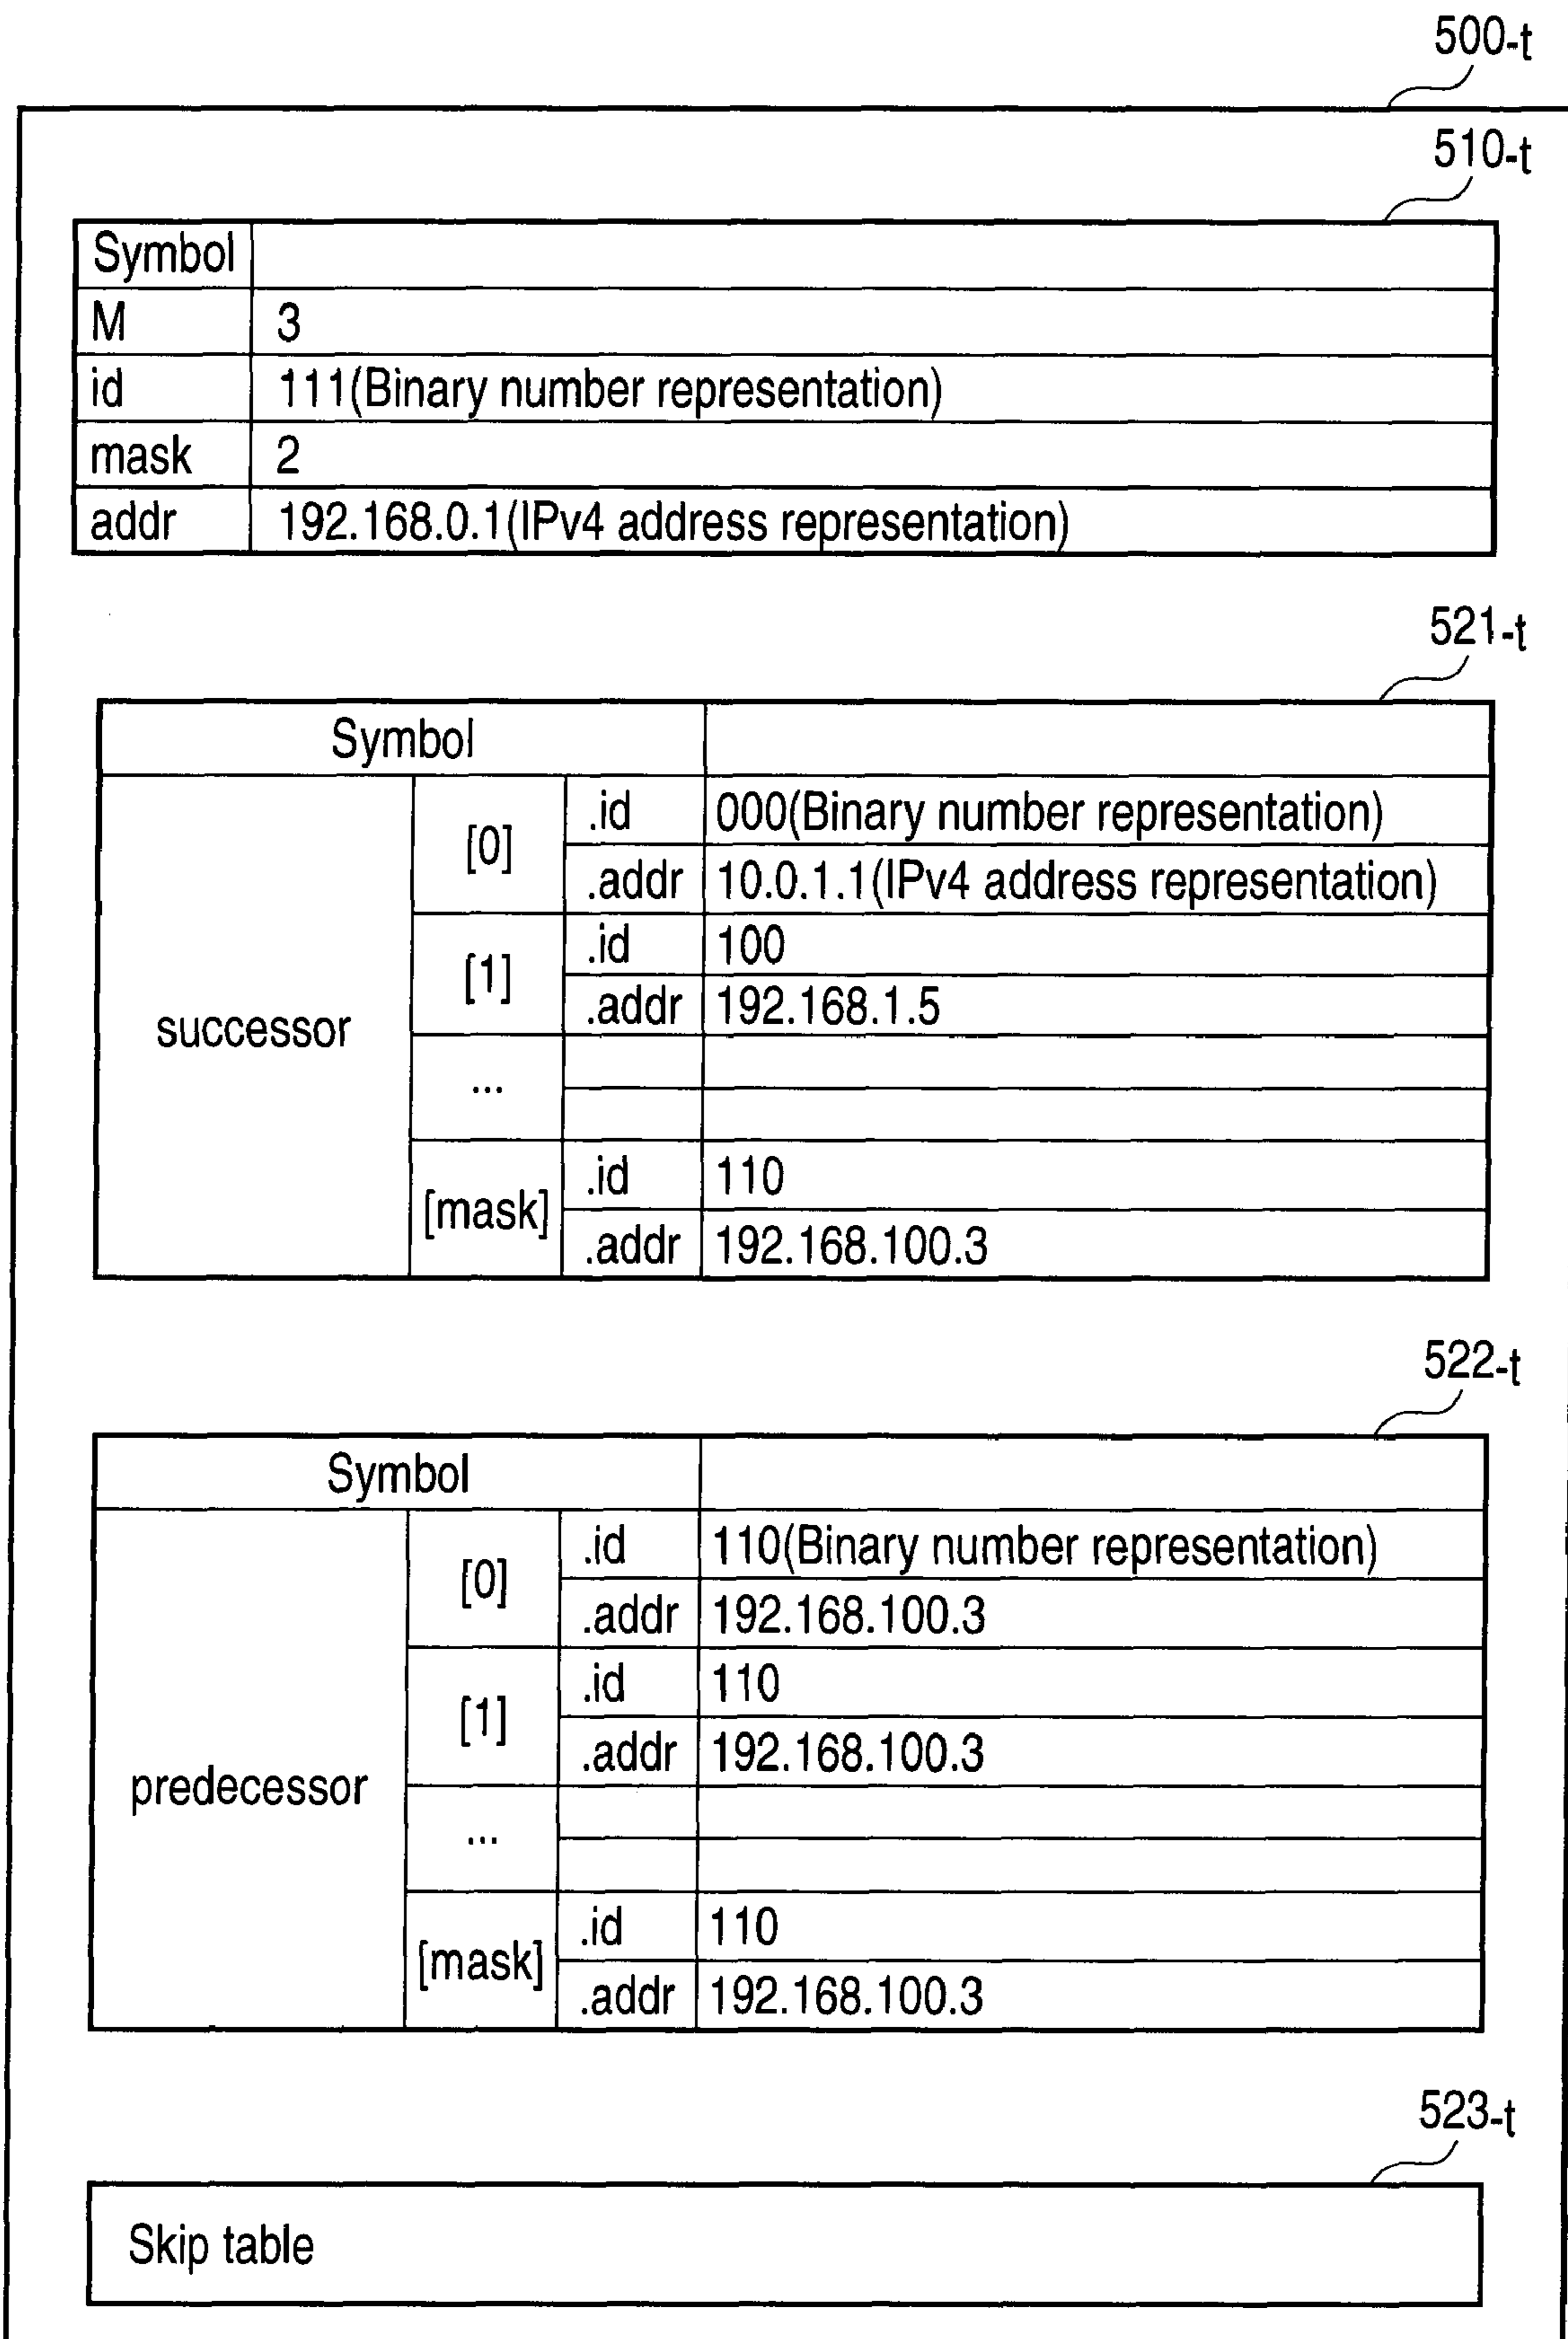 500-t
510-t
Symbol
M 3
id 111(Binary number representation)
mask 2
addr 192.168.0.1(IPv4 address representation)
521-t
Symbol
successor
[0] .id 000(Binary number representation)
.addr 10.0.1.1(IPv4 address representation)
[1] .id 100
.addr 192.168.1.5
...
[mask] .id 110
.addr 192.168.100.3
522-t
Symbol
predecessor
[0] .id 110(Binary number representation)
.addr 192.168.100.3
[1] .id 110
.addr 192.168.100.3
...
[mask] .id 110
.addr 192.168.100.3
523-t
Skip table